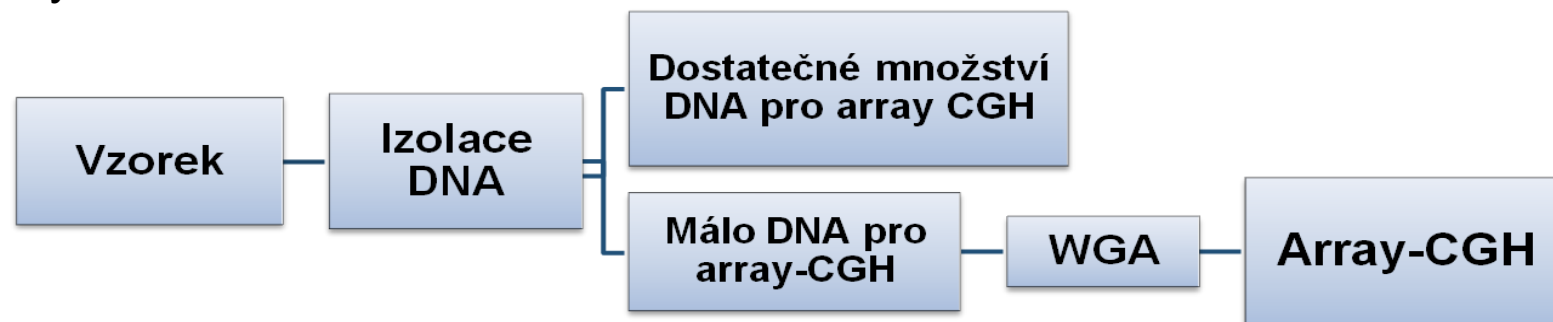 Vzorek
Izolace
DNA
Dostatečné množství
DNA pro array CGH
Málo DNA pro
array-CGH
WGA
Array-CGH